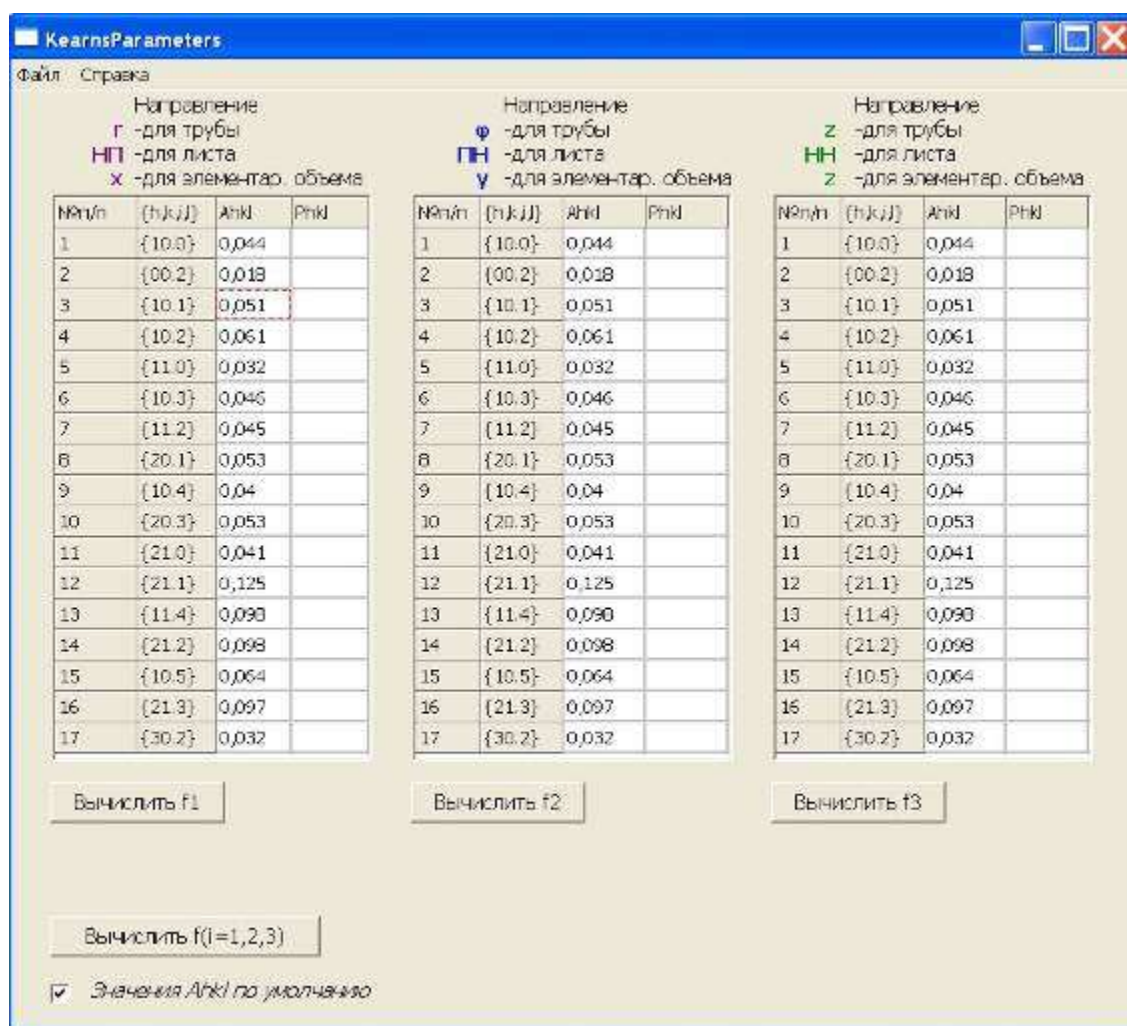 KearnsParameters
Файл Справка
Направление
r -для трубы
НП -для листа
x -для элементар. объема
Направление
φ -для трубы
ПН -для листа
y -для элементар. объема
Направление
z -для трубы
НН -для листа
z -для элементар. объема
№п/п {h,k,i,l} Ahkl Phkl
1 {10.0} 0,044
2 {00.2} 0,018
3 {10.1} 0,051
4 {10.2} 0,061
5 {11.0} 0,032
6 {10.3} 0,046
7 {11.2} 0,045
8 {20.1} 0,053
9 {10.4} 0,04
10 {20.3} 0,053
11 {21.0} 0,041
12 {21.1} 0,125
13 {11.4} 0,098
14 {21.2} 0,098
15 {10.5} 0,064
16 {21.3} 0,097
17 {30.2} 0,032
№п/п {h,k,i,l} Ahkl Phkl
1 {10.0} 0,044
2 {00.2} 0,018
3 {10.1} 0,051
4 {10.2} 0,061
5 {11.0} 0,032
6 {10.3} 0,046
7 {11.2} 0,045
8 {20.1} 0,053
9 {10.4} 0,04
10 {20.3} 0,053
11 {21.0} 0,041
12 {21.1} 0,125
13 {11.4} 0,098
14 {21.2} 0,098
15 {10.5} 0,064
16 {21.3} 0,097
17 {30.2} 0,032
№п/п {h,k,i,l} Ahkl Phkl
1 {10.0} 0,044
2 {00.2} 0,018
3 {10.1} 0,051
4 {10.2} 0,061
5 {11.0} 0,032
6 {10.3} 0,046
7 {11.2} 0,045
8 {20.1} 0,053
9 {10.4} 0,04
10 {20.3} 0,053
11 {21.0} 0,041
12 {21.1} 0,125
13 {11.4} 0,098
14 {21.2} 0,098
15 {10.5} 0,064
16 {21.3} 0,097
17 {30.2} 0,032
Вычислить f1
Вычислить f2
Вычислить f3
Вычислить f(i=1,2,3)
Значения Ahkl по умолчанию